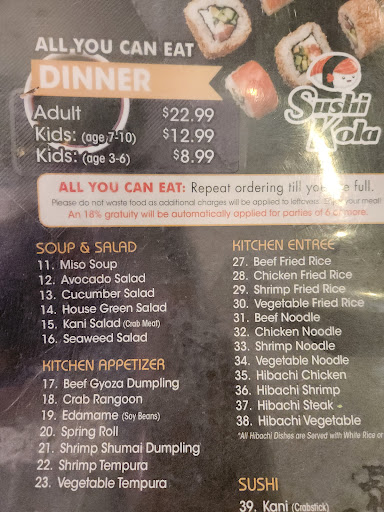 ALL YOU CAN EAT
DINNER
Adult $22.99
Kids: (age 7-10) $12.99
Kids: (age 3-6) $8.99
Sushi
Kola
ALL YOU CAN EAT: Repeat ordering till you are full.
Please do not waste food as additional charges will be applied to leftovers. your meal!
An 18% gratuity will be automatically applied for parties of 6 or more.
SOUP & SALAD
11. Miso Soup
12. Avocado Salad
13. Cucumber Salad
14. House Green Salad
15. Kani Salad (Crab Meat)
16. Seaweed Salad
KITCHEN APPETIZER
17. Beef Gyoza Dumpling
18. Crab Rangoon
19. Edamame (Soy Beans)
20. Spring Roll
21. Shrimp Shumai Dumpling
22. Shrimp Tempura
23. Vegetable Tempura
KITCHEN ENTREE
27. Beef Fried Rice
28. Chicken Fried Rice
29. Shrimp Fried Rice
30. Vegetable Fried Rice
31. Beef Noodle
32. Chicken Noodle
33. Shrimp Noodle
34. Vegetable Noodle
35. Hibachi Chicken
36. Hibachi Shrimp
37. Hibachi Steak
38. Hibachi Vegetable
*All Hibachi Dishes are Served with White Rice or
SUSHI
39. Kani (Crabstick)